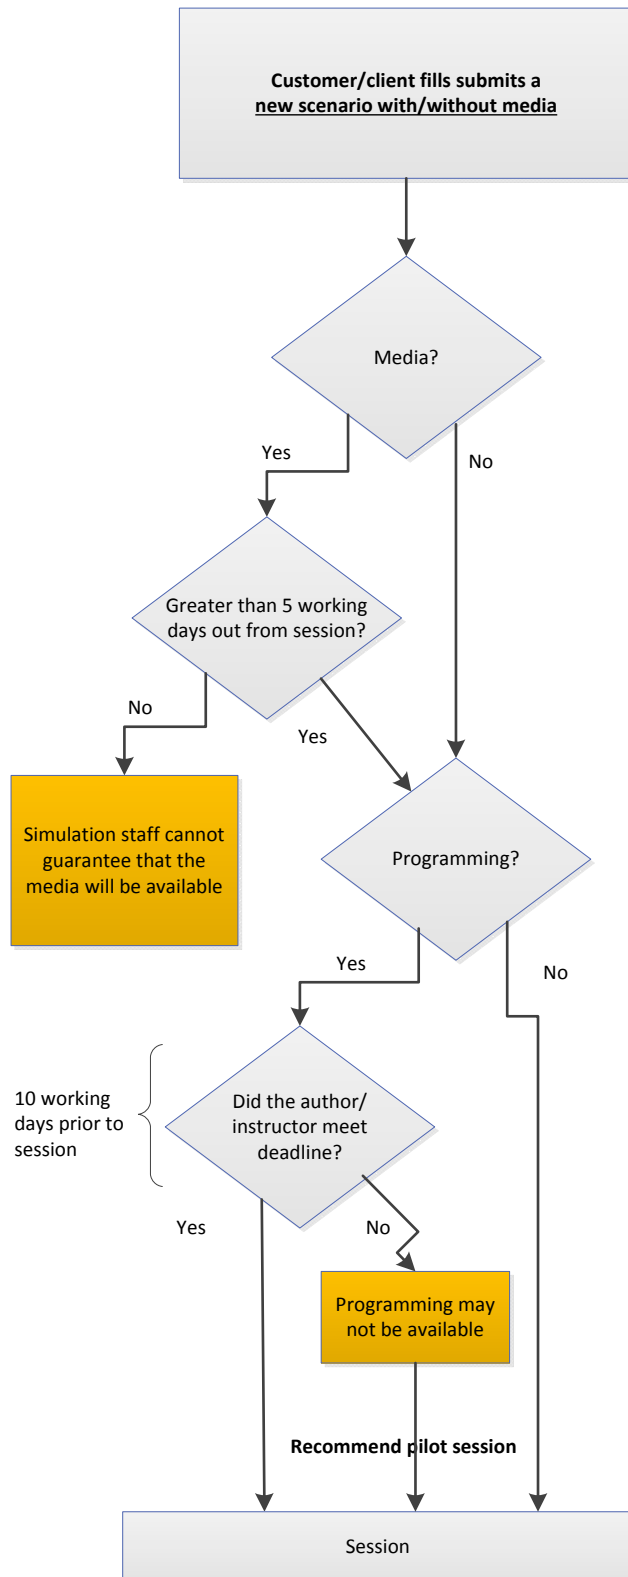 Customer/client fills submits a
new scenario with/without media
Media?
Yes
No
Greater than 5 working
days out from session?
No
Yes
Simulation staff cannot
guarantee that the
media will be available
Programming?
Yes
No
10 working
days prior to
session
Did the author/
instructor meet
deadline?
Yes
No
Programming may
not be available
Recommend pilot session
Session